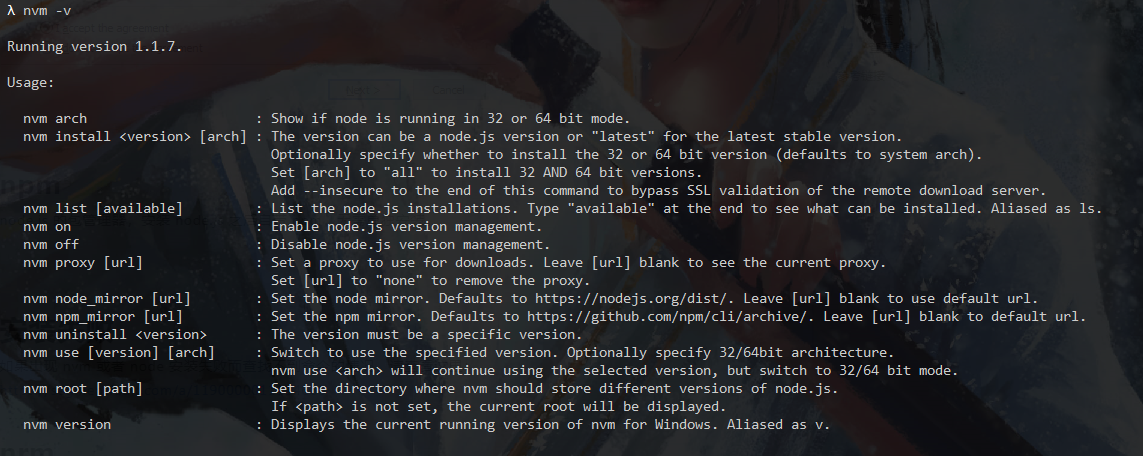 λ nvm -v
Running version 1.1.7.
Usage:
nvm arch : Show if node is running in 32 or 64 bit mode.
nvm install <version> [arch] : The version can be a node.js version or "latest" for the latest stable version.
Optionally specify whether to install the 32 or 64 bit version (defaults to system arch).
Set [arch] to "all" to install 32 AND 64 bit versions.
Add --insecure to the end of this command to bypass SSL validation of the remote download server.
nvm list [available] : List the node.js installations. Type "available" at the end to see what can be installed. Aliased as ls.
nvm on : Enable node.js version management.
nvm off : Disable node.js version management.
nvm proxy [url] : Set a proxy to use for downloads. Leave [url] blank to see the current proxy.
Set [url] to "none" to remove the proxy.
nvm node_mirror [url] : Set the node mirror. Defaults to https://nodejs.org/dist/. Leave [url] blank to use default url.
nvm npm_mirror [url] : Set the npm mirror. Defaults to https://github.com/npm/cli/archive/. Leave [url] blank to default url.
nvm uninstall <version> : The version must be a specific version.
nvm use [version] [arch] : Switch to use the specified version. Optionally specify 32/64bit architecture.
nvm use <arch> will continue using the selected version, but switch to 32/64 bit mode.
nvm root [path] : Set the directory where nvm should store different versions of node.js.
If <path> is not set, the current root will be displayed.
nvm version : Displays the current running version of nvm for Windows. Aliased as v.